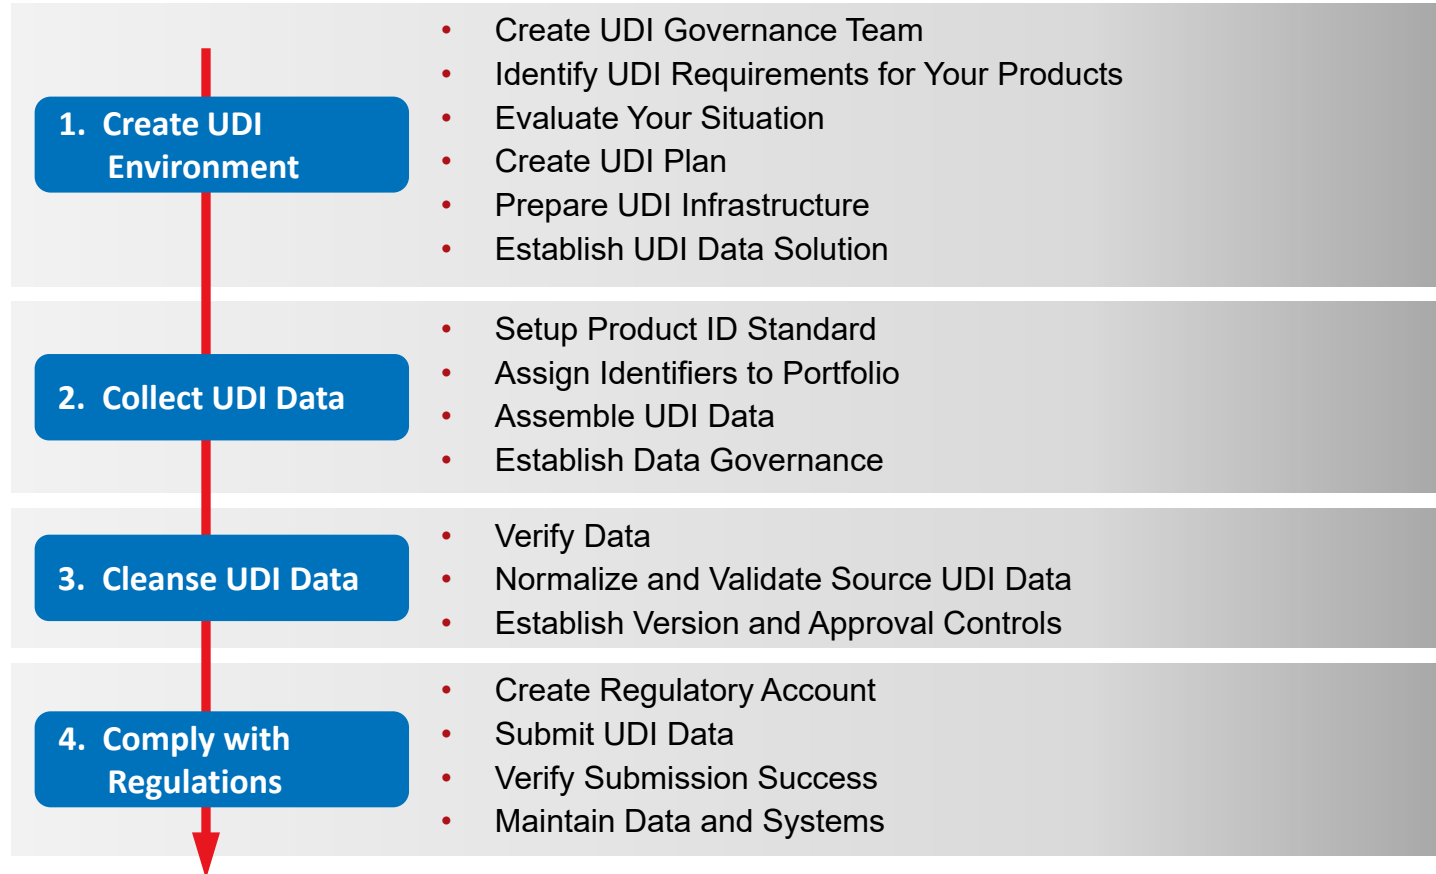 1. Create UDI
Environment
• Create UDI Governance Team
• Identify UDI Requirements for Your Products
• Evaluate Your Situation
• Create UDI Plan
• Prepare UDI Infrastructure
• Establish UDI Data Solution
2. Collect UDI Data
• Setup Product ID Standard
• Assign Identifiers to Portfolio
• Assemble UDI Data
• Establish Data Governance
3. Cleanse UDI Data
• Verify Data
• Normalize and Validate Source UDI Data
• Establish Version and Approval Controls
4. Comply with
Regulations
• Create Regulatory Account
• Submit UDI Data
• Verify Submission Success
• Maintain Data and Systems